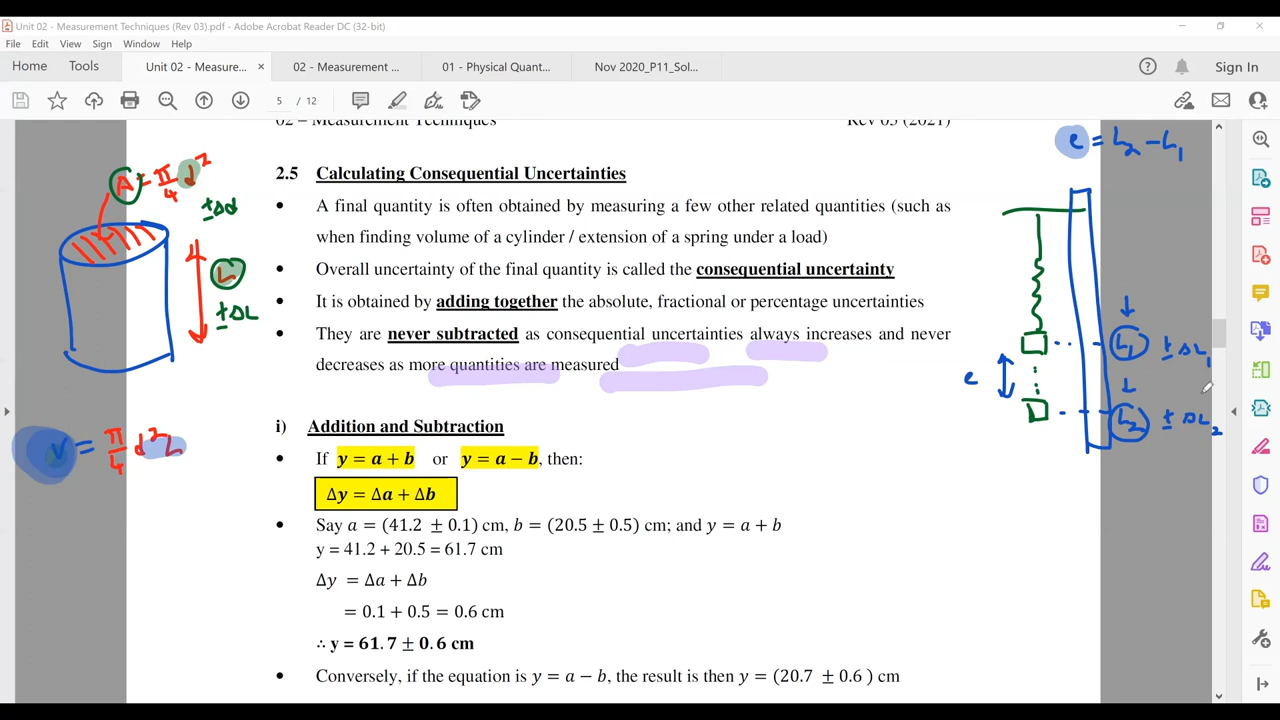 Unit 02 - Measurement Techniques (Rev 03).pdf - Adobe Acrobat Reader DC (32-bit)
File Edit View Sign Window Help
Home Tools Unit 02 - Measure... × 02 - Measurement ... 01 - Physical Quant... Nov 2020_P11_Sol... Sign In
5 / 12
02 – Measurement Techniques Rev 03 (2021)
e = L₂ - L₁
A = π/4 d²
± Δd
L
± ΔL
V = π/4 d² L
2.5 Calculating Consequential Uncertainties
• A final quantity is often obtained by measuring a few other related quantities (such as
when finding volume of a cylinder / extension of a spring under a load)
• Overall uncertainty of the final quantity is called the consequential uncertainty
• It is obtained by adding together the absolute, fractional or percentage uncertainties
• They are never subtracted as consequential uncertainties always increases and never
decreases as more quantities are measured
i) Addition and Subtraction
• If y = a + b or y = a − b, then:
Δy = Δa + Δb
• Say a = (41.2 ± 0.1) cm, b = (20.5 ± 0.5) cm; and y = a + b
y = 41.2 + 20.5 = 61.7 cm
Δy = Δa + Δb
= 0.1 + 0.5 = 0.6 cm
∴ y = 61.7 ± 0.6 cm
• Conversely, if the equation is y = a − b, the result is then y = (20.7 ± 0.6 ) cm
L₁ ± ΔL₁
e
L₂ ± ΔL₂